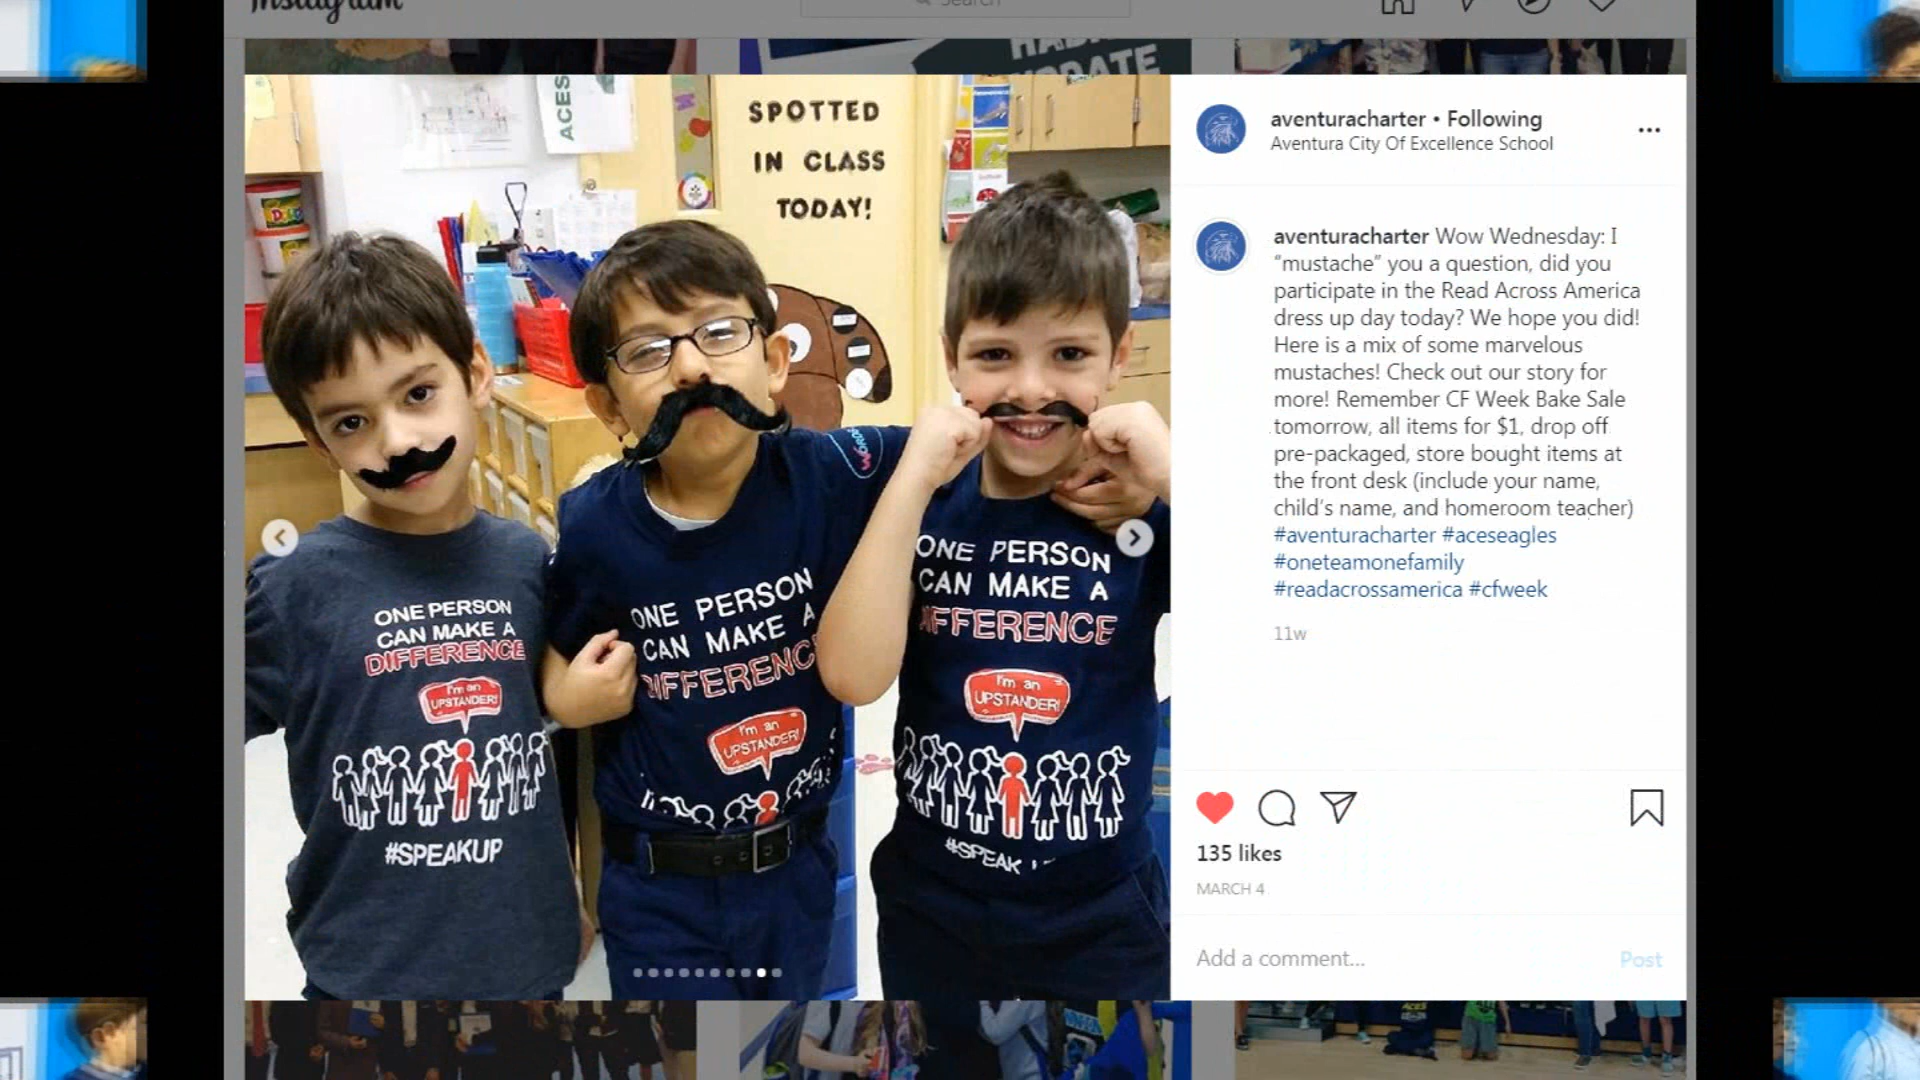 Instagram
Search
UPDATE
ACES
SPOTTED
IN CLASS
TODAY!
ONE PERSON
CAN MAKE A
DIFFERENCE
I'm an
UPSTANDER!
#SPEAKUP
ONE PERSON
CAN MAKE A
DIFFERENC
I'm an
UPSTANDER!
ONE PERSON
CAN MAKE A
IFFERENCE
I'm an
UPSTANDER!
#SPEAK
aventuracharter • Following
Aventura City Of Excellence School
aventuracharter Wow Wednesday: I
“mustache” you a question, did you
participate in the Read Across America
dress up day today? We hope you did!
Here is a mix of some marvelous
mustaches! Check out our story for
more! Remember CF Week Bake Sale
tomorrow, all items for $1, drop off
pre-packaged, store bought items at
the front desk (include your name,
child's name, and homeroom teacher)
#aventuracharter #aceseagles
#oneteamonefamily
#readacrossamerica #cfweek
11w
135 likes
MARCH 4
Add a comment...
Post